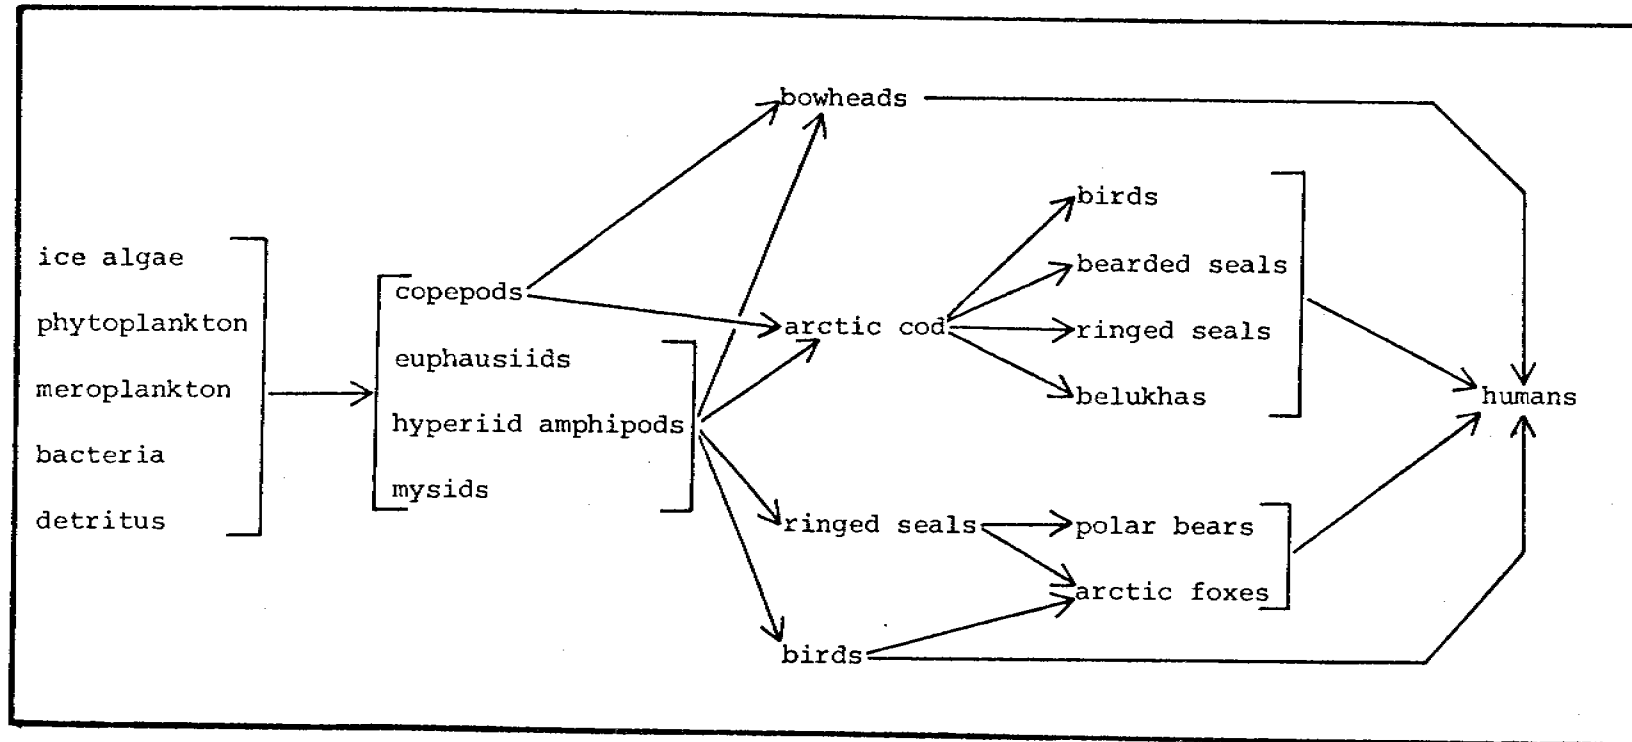 ice algae
phytoplankton
meroplankton
bacteria
detritus
copepods
euphausiids
hyperiid amphipods
mysids
bowheads
arctic cod
ringed seals
birds
birds
bearded seals
ringed seals
belukhas
polar bears
arctic foxes
humans